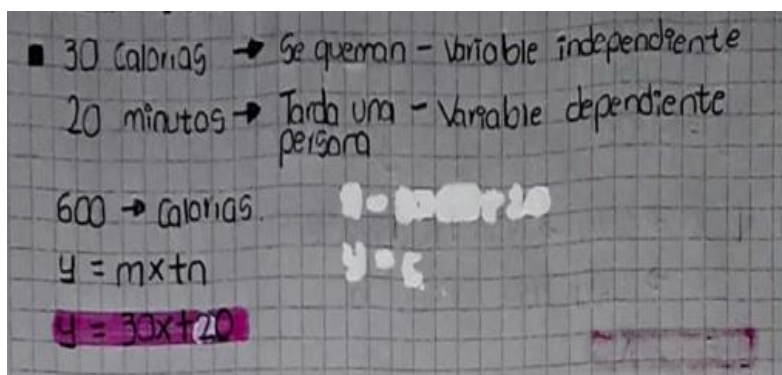 ■ 30 Calorias → Se queman - Variable independiente
20 minutos → Tarda una - Variable dependiente
persona
600 → Calorias.
y = mx+n
y = 30x+20